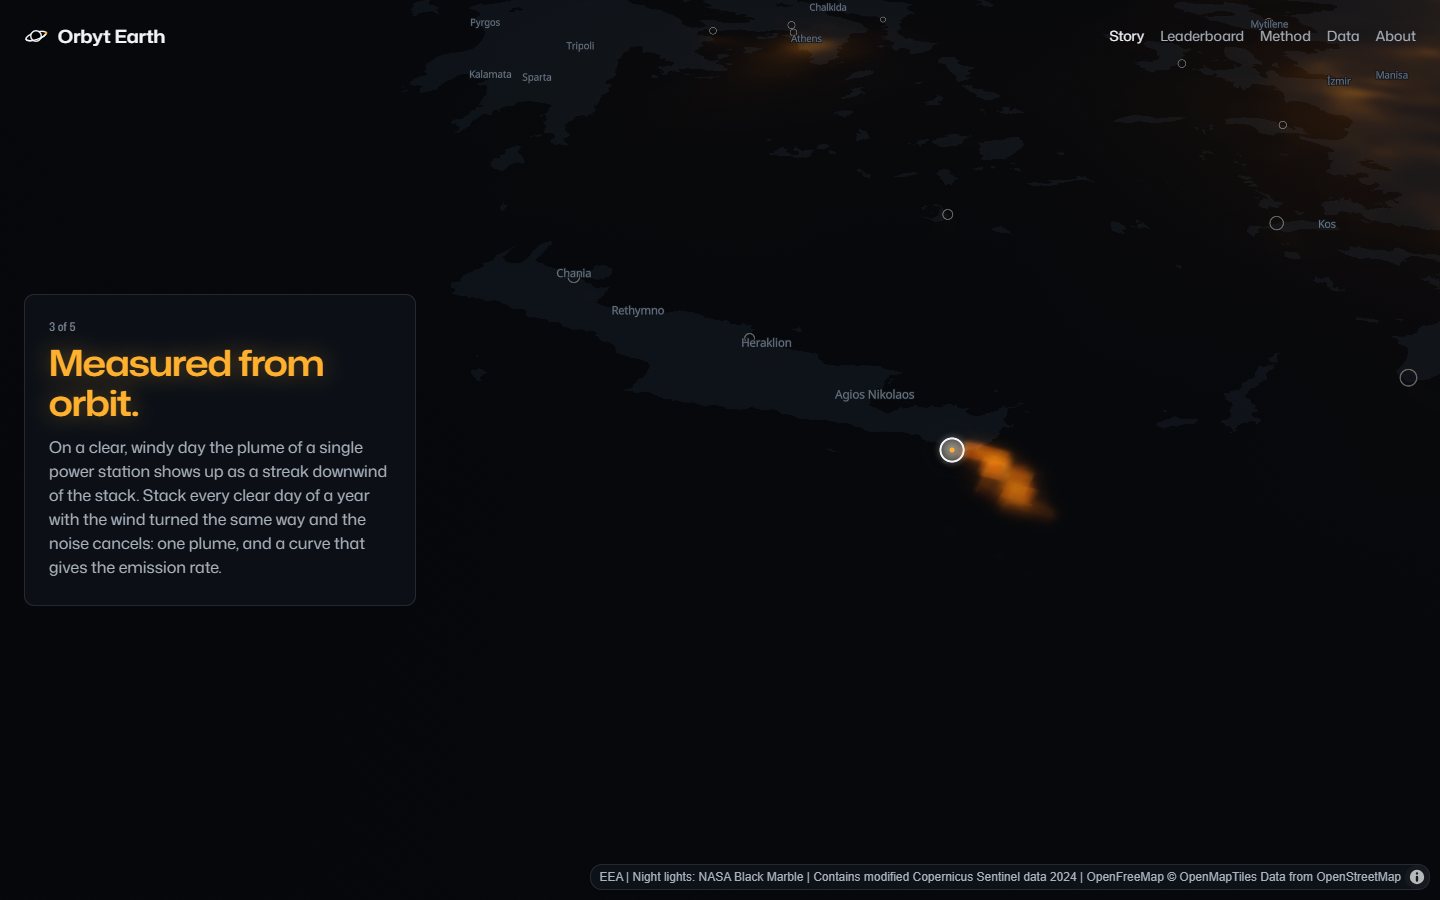 Orbyt Earth
Story Leaderboard Method Data About
Chalkida
Pyrgos
Mytilene
Athens
Tripoli
Kalamata
Sparta
İzmir
Manisa
Kos
Chania
Rethymno
Heraklion
Agios Nikolaos
3 of 5
Measured from
orbit.
On a clear, windy day the plume of a single
power station shows up as a streak downwind
of the stack. Stack every clear day of a year
with the wind turned the same way and the
noise cancels: one plume, and a curve that
gives the emission rate.
EEA | Night lights: NASA Black Marble | Contains modified Copernicus Sentinel data 2024 | OpenFreeMap © OpenMapTiles Data from OpenStreetMap